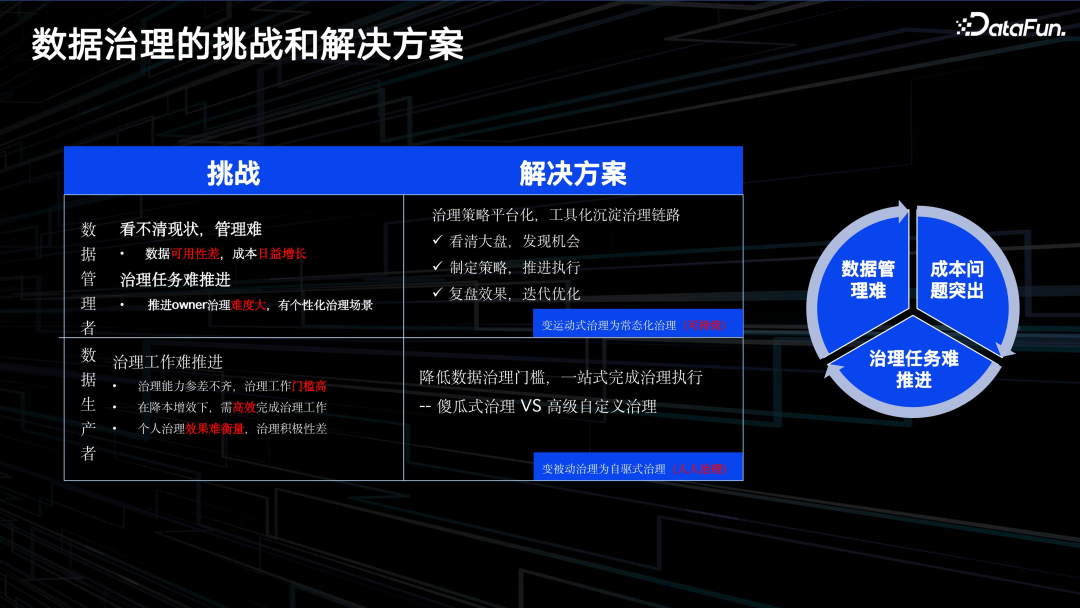 数据治理的挑战和解决方案
DataFun.
挑战
解决方案
数据管理者
看不清现状，管理难
• 数据可用性差，成本日益增长
治理任务难推进
• 推进owner治理难度大，有个性化治理场景
治理策略平台化，工具化沉淀治理链路
✓ 看清大盘，发现机会
✓ 制定策略，推进执行
✓ 复盘效果，迭代优化
变运动式治理为常态化治理
数据生产者
治理工作难推进
• 治理能力参差不齐，治理工作门槛高
• 在降本增效下，需高效完成治理工作
• 个人治理效果难衡量，治理积极性差
降低数据治理门槛，一站式完成治理执行
-- 傻瓜式治理 VS 高级自定义治理
变被动治理为自驱式治理（人人治理）
数据管
理难
成本问
题突出
治理任务难
推进